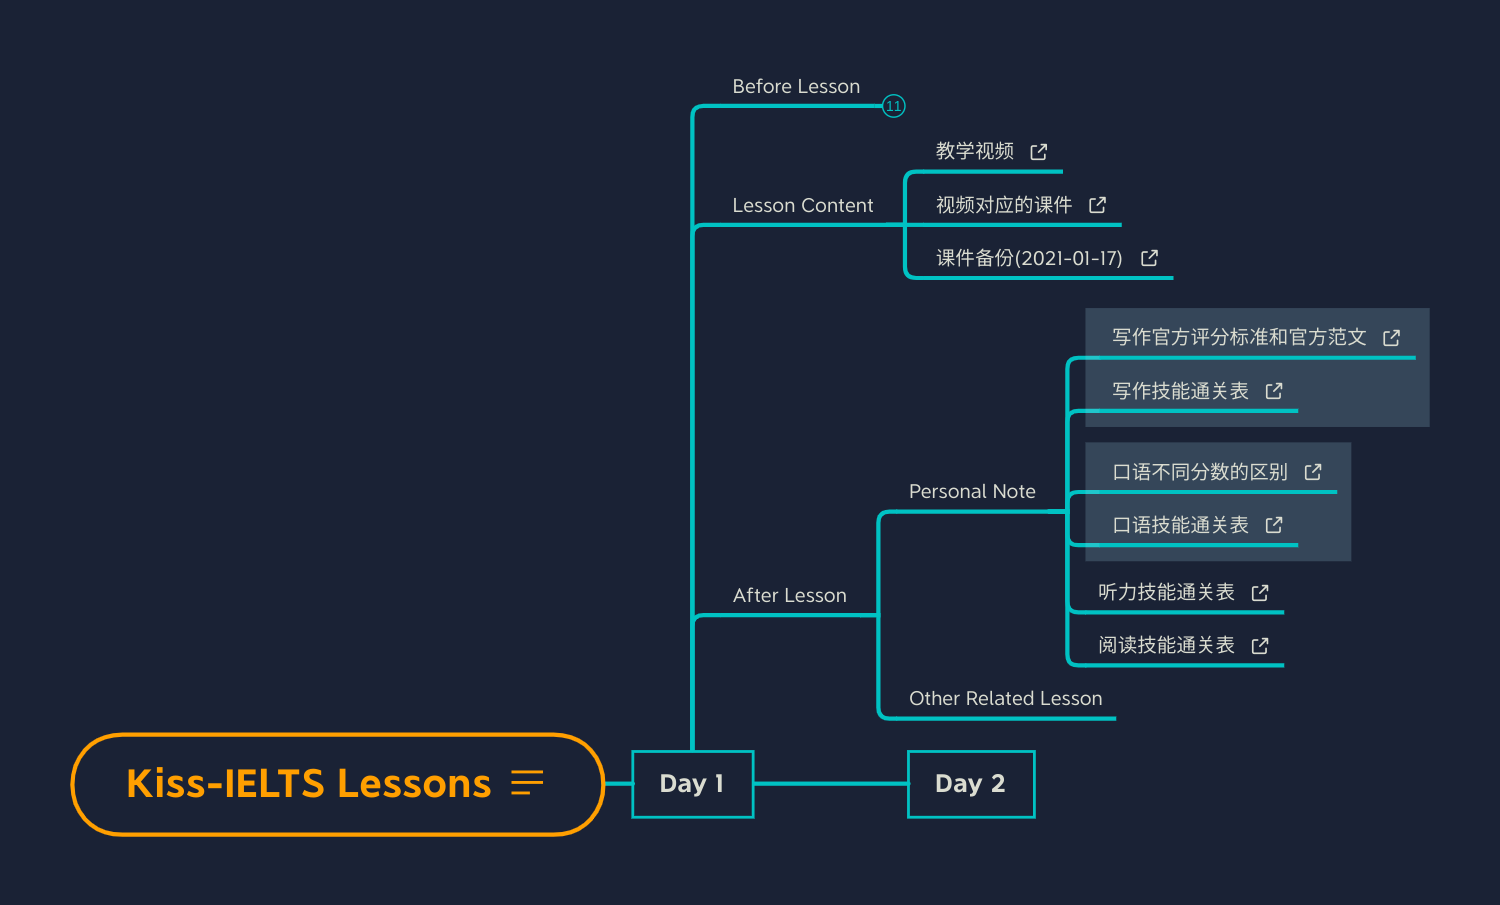 Before Lesson
11
教学视频
Lesson Content
视频对应的课件
课件备份(2021-01-17)
写作官方评分标准和官方范文
写作技能通关表
口语不同分数的区别
Personal Note
口语技能通关表
听力技能通关表
After Lesson
阅读技能通关表
Other Related Lesson
Kiss-IELTS Lessons
Day 1
Day 2